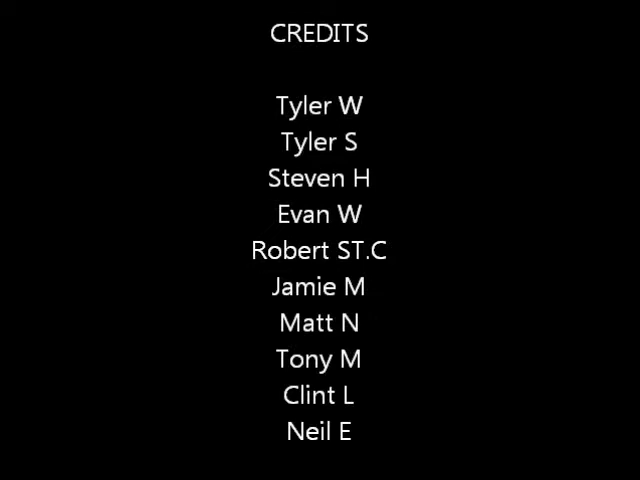 CREDITS
Tyler W
Tyler S
Steven H
Evan W
Robert ST.C
Jamie M
Matt N
Tony M
Clint L
Neil E